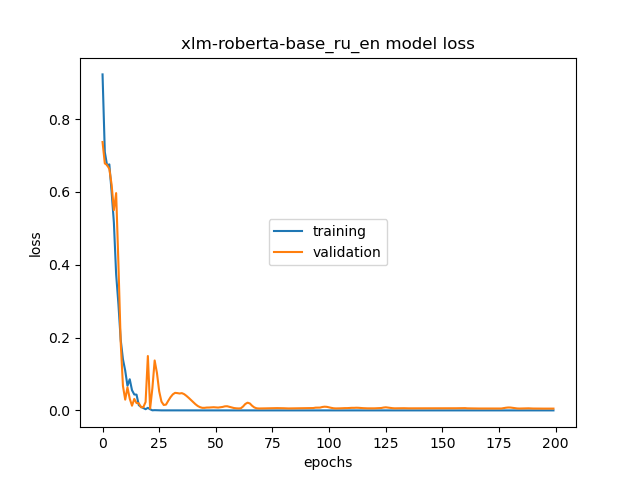 xlm-roberta-base_ru_en model loss
loss
0.8
0.6
0.4
0.2
0.0
training
validation
0 25 50 75 100 125 150 175 200
epochs